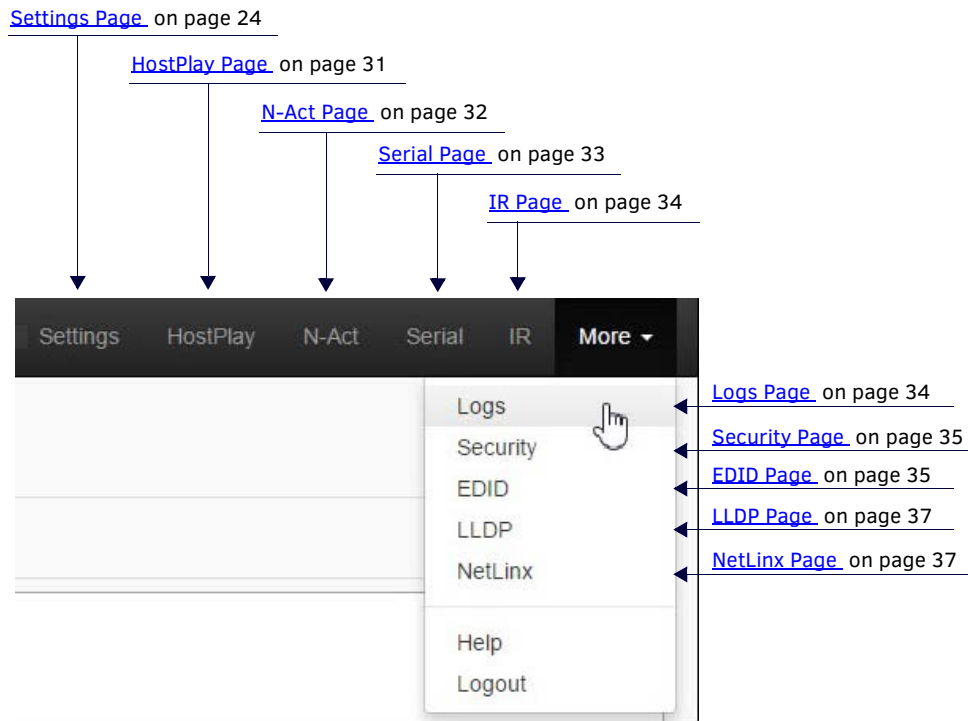 Settings Page on page 24
HostPlay Page on page 31
N-Act Page on page 32
Serial Page on page 33
IR Page on page 34
Settings HostPlay N-Act Serial IR More
Logs
Logs Page on page 34
Security
Security Page on page 35
EDID
EDID Page on page 35
LLDP
LLDP Page on page 37
NetLinx
NetLinx Page on page 37
Help
Logout